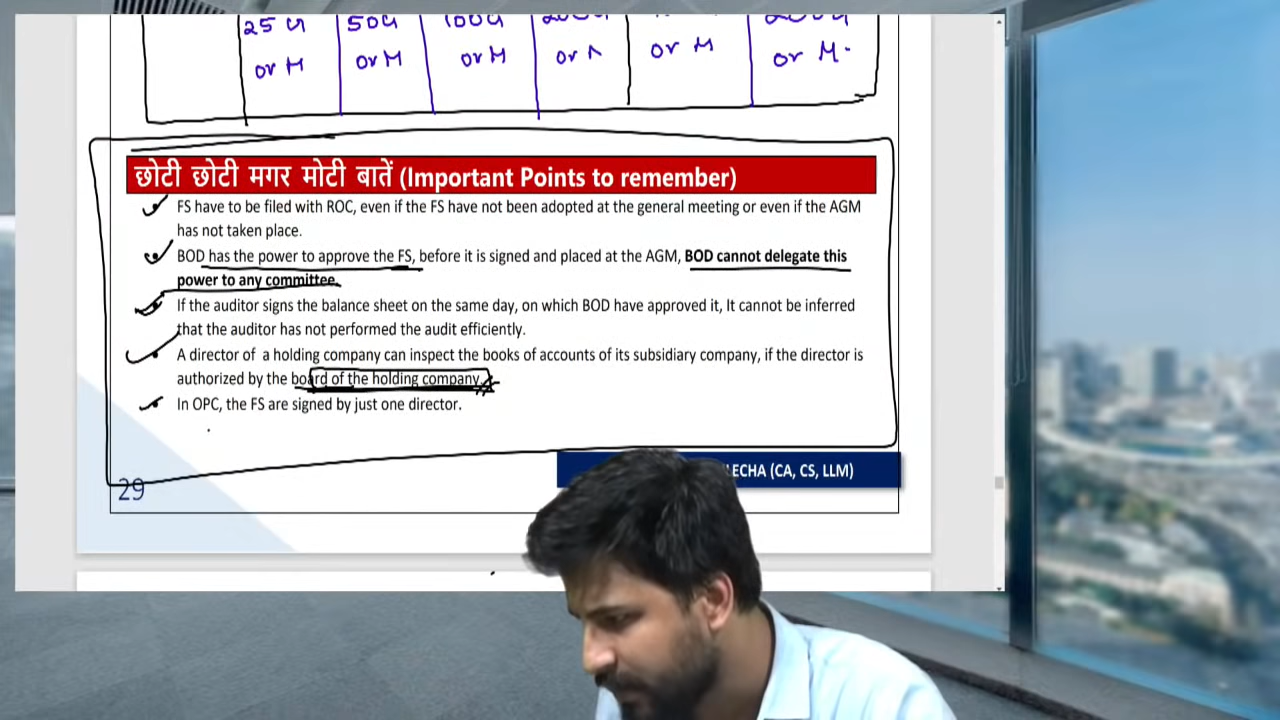 25 C
50C
100C
or M
or M
or M
or M
or M.
छोटी छोटी मगर मोटी बातें (Important Points to remember)
FS have to be filed with ROC, even if the FS have not been adopted at the general meeting or even if the AGM
has not taken place.
BOD has the power to approve the FS, before it is signed and placed at the AGM, BOD cannot delegate this
power to any committee.
If the auditor signs the balance sheet on the same day, on which BOD have approved it, It cannot be inferred
that the auditor has not performed the audit efficiently.
A director of a holding company can inspect the books of accounts of its subsidiary company, if the director is
authorized by the board of the holding company
In OPC, the FS are signed by just one director.
(CA, CS, LLM)
29